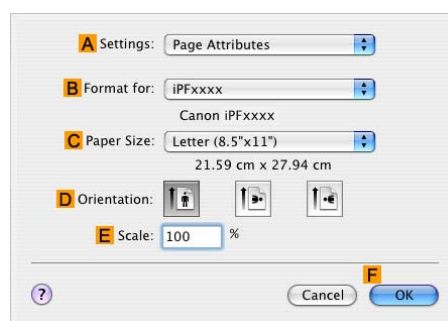 A Settings: Page Attributes
B Format for: iPFxxxx
Canon iPFxxxx
C Paper Size: Letter (8.5"x11")
21.59 cm x 27.94 cm
D Orientation:
E Scale: 100 %
F
? Cancel OK